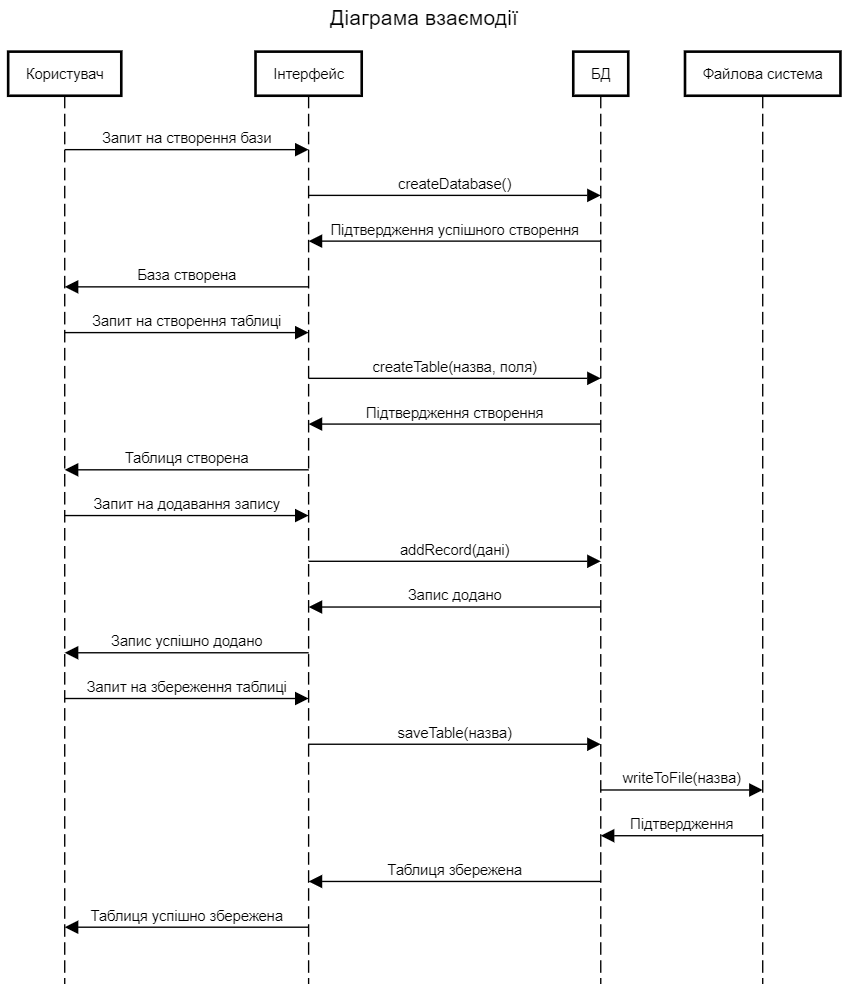 Діаграма взаємодії
Користувач
Інтерфейс
БД
Файлова система
Запит на створення бази
createDatabase()
Підтвердження успішного створення
База створена
Запит на створення таблиці
createTable(назва, поля)
Підтвердження створення
Таблиця створена
Запит на додавання запису
addRecord(дані)
Запис додано
Запис успішно додано
Запит на збереження таблиці
saveTable(назва)
writeToFile(назва)
Підтвердження
Таблиця збережена
Таблиця успішно збережена